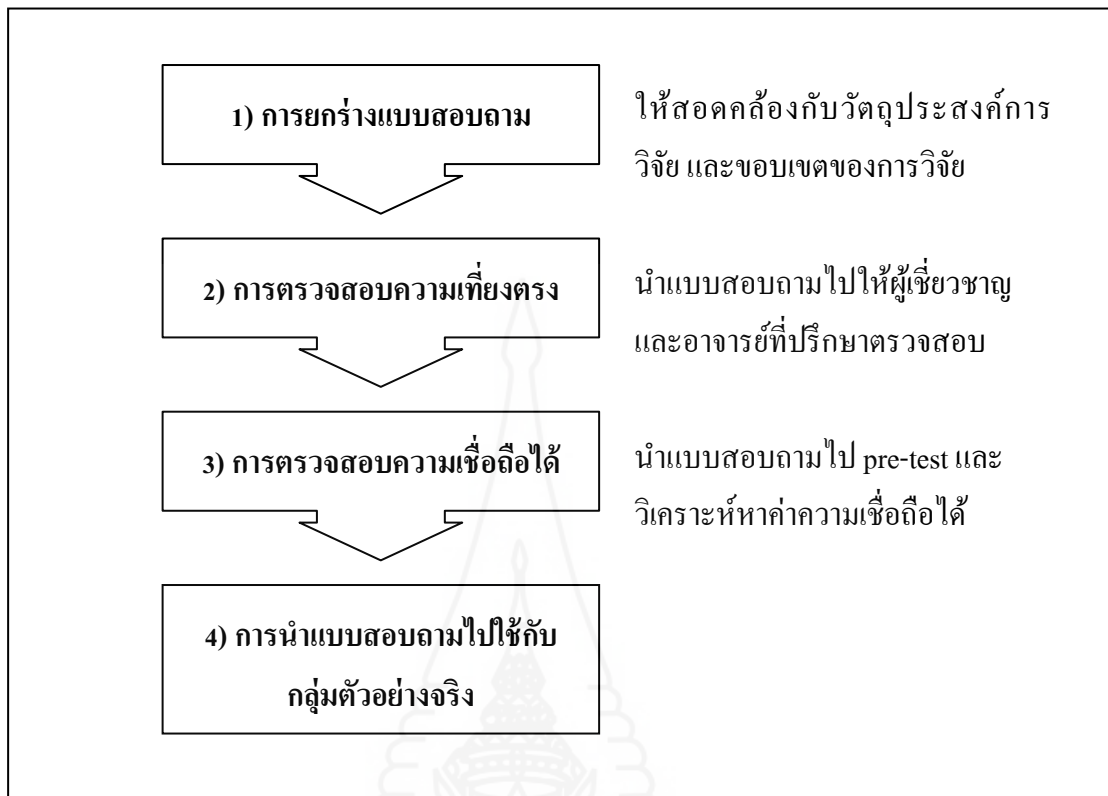 1) การยกร่างแบบสอบถาม
ให้สอดคล้องกับวัตถุประสงค์การ
วิจัย และขอบเขตของการวิจัย
2) การตรวจสอบความเที่ยงตรง
นำแบบสอบถามไปให้ผู้เชี่ยวชาญ
และอาจารย์ที่ปรึกษาตรวจสอบ
3) การตรวจสอบความเชื่อถือได้
นำแบบสอบถามไป pre-test และ
วิเคราะห์หาค่าความเชื่อถือได้
4) การนำแบบสอบถามไปใช้กับ
กลุ่มตัวอย่างจริง